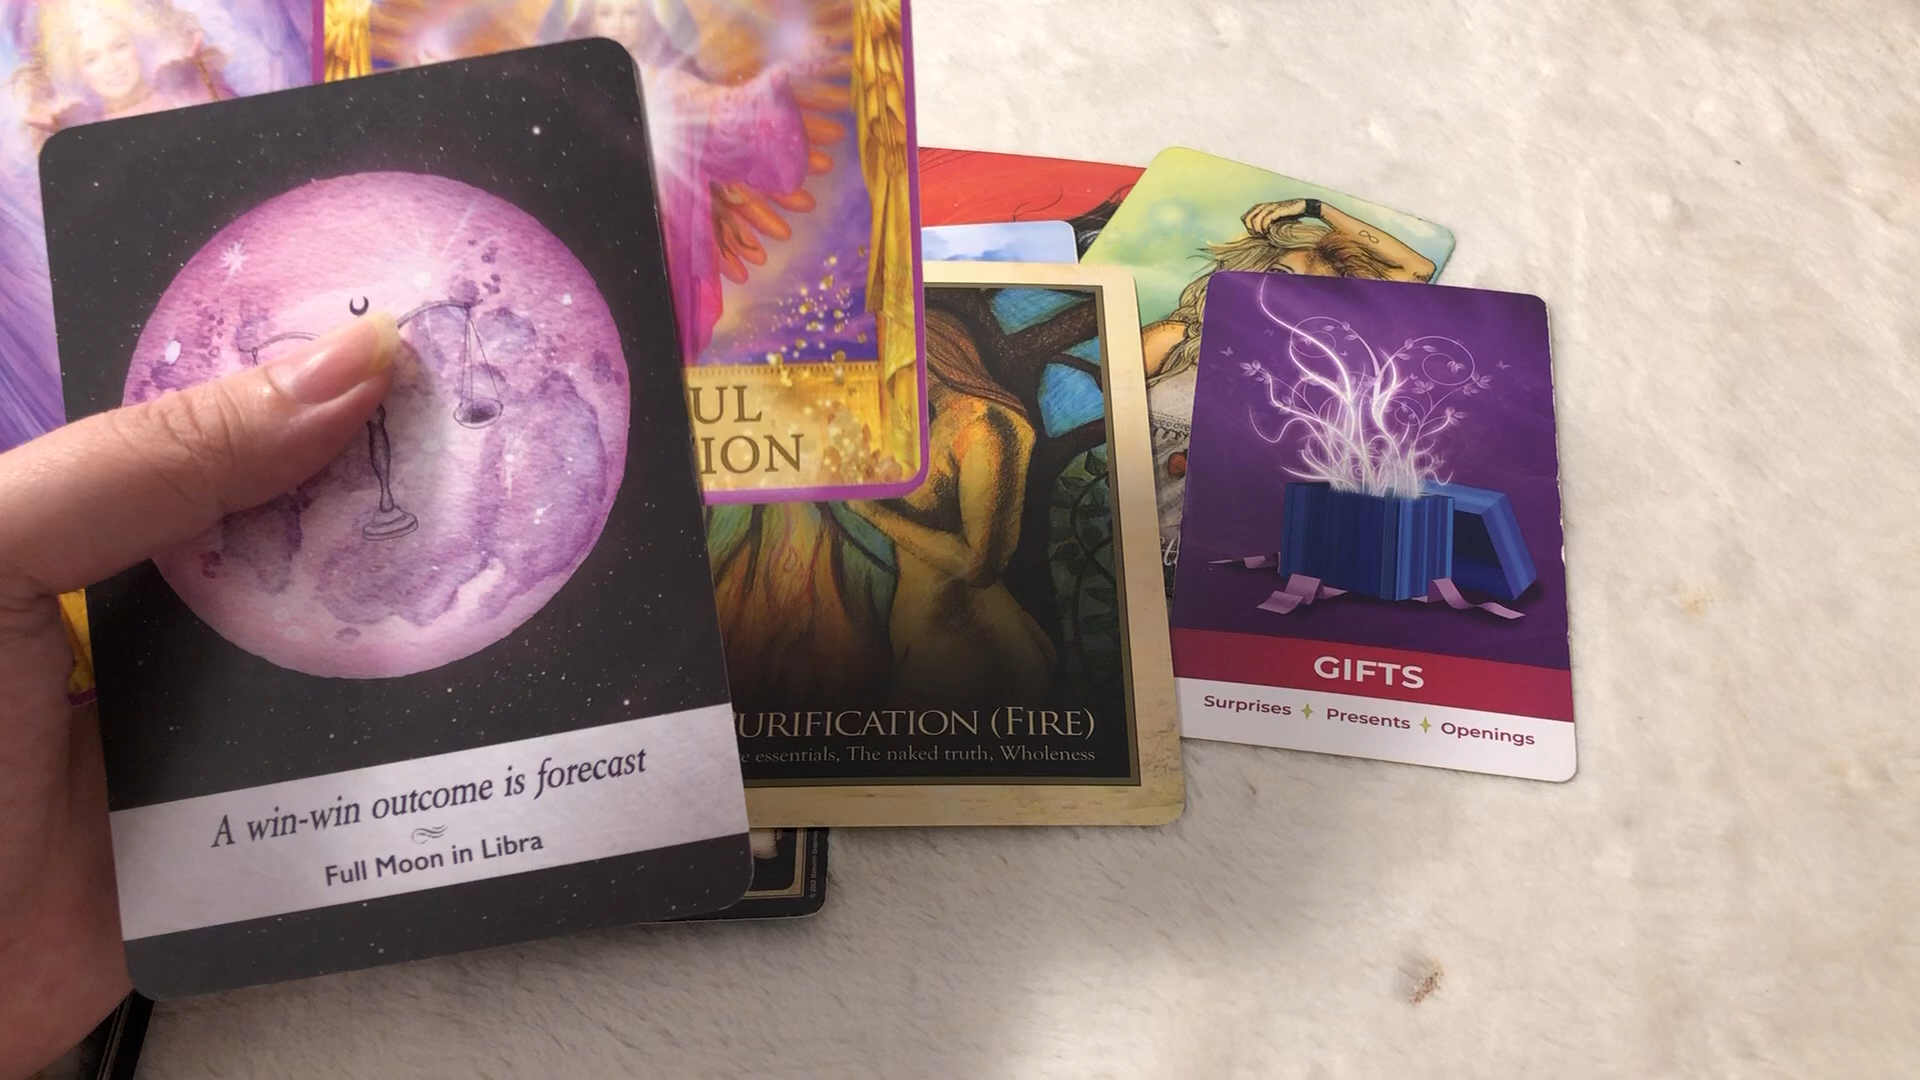 A win-win outcome is forecast
Full Moon in Libra
UL
ION
PURIFICATION (FIRE)
essentials, The naked truth, Wholeness
GIFTS
Surprises Presents Openings